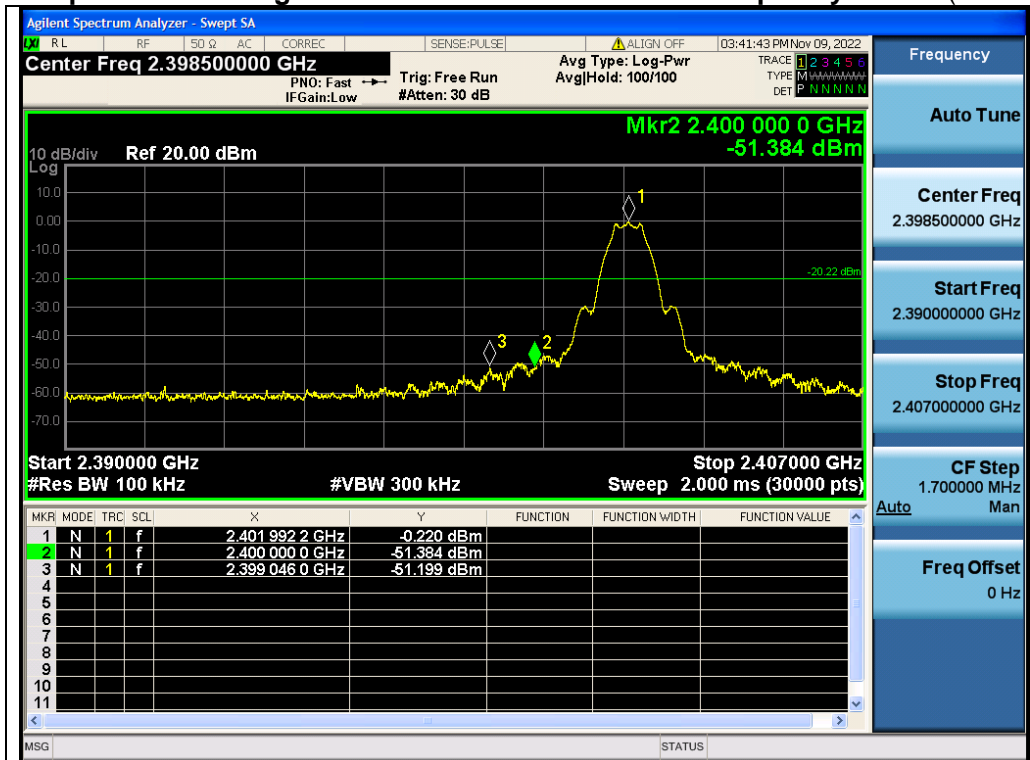 Agilent Spectrum Analyzer - Swept SA
LXI RL RF 50 Ω AC CORREC SENSE:PULSE ALIGN OFF 03:41:43 PM Nov 09, 2022
Center Freq 2.398500000 GHz
PNO: Fast
IFGain:Low
Trig: Free Run
#Atten: 30 dB
Avg Type: Log-Pwr
Avg|Hold: 100/100
TRACE 1 2 3 4 5 6
TYPE M
DET P N N N N N
Mkr2 2.400 000 0 GHz
-51.384 dBm
10 dB/div Ref 20.00 dBm
Log
10.0
0.00
-10.0
-20.0
-30.0
-40.0
-50.0
-60.0
-70.0
1
-20.22 dBm
3 2
Start 2.390000 GHz Stop 2.407000 GHz
#Res BW 100 kHz #VBW 300 kHz Sweep 2.000 ms (30000 pts)
MKR MODE TRC SCL X Y FUNCTION FUNCTION WIDTH FUNCTION VALUE
1 N 1 f 2.401 992 2 GHz -0.220 dBm
2 N 1 f 2.400 000 0 GHz -51.384 dBm
3 N 1 f 2.399 046 0 GHz -51.199 dBm
4
5
6
7
8
9
10
11
MSG STATUS
Frequency
Auto Tune
Center Freq
2.398500000 GHz
Start Freq
2.390000000 GHz
Stop Freq
2.407000000 GHz
CF Step
1.700000 MHz
Auto Man
Freq Offset
0 Hz